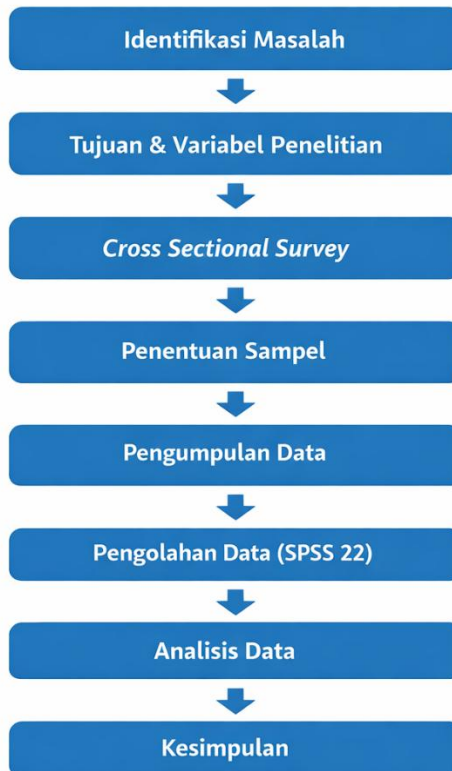 Identifikasi Masalah
Tujuan & Variabel Penelitian
Cross Sectional Survey
Penentuan Sampel
Pengumpulan Data
Pengolahan Data (SPSS 22)
Analisis Data
Kesimpulan